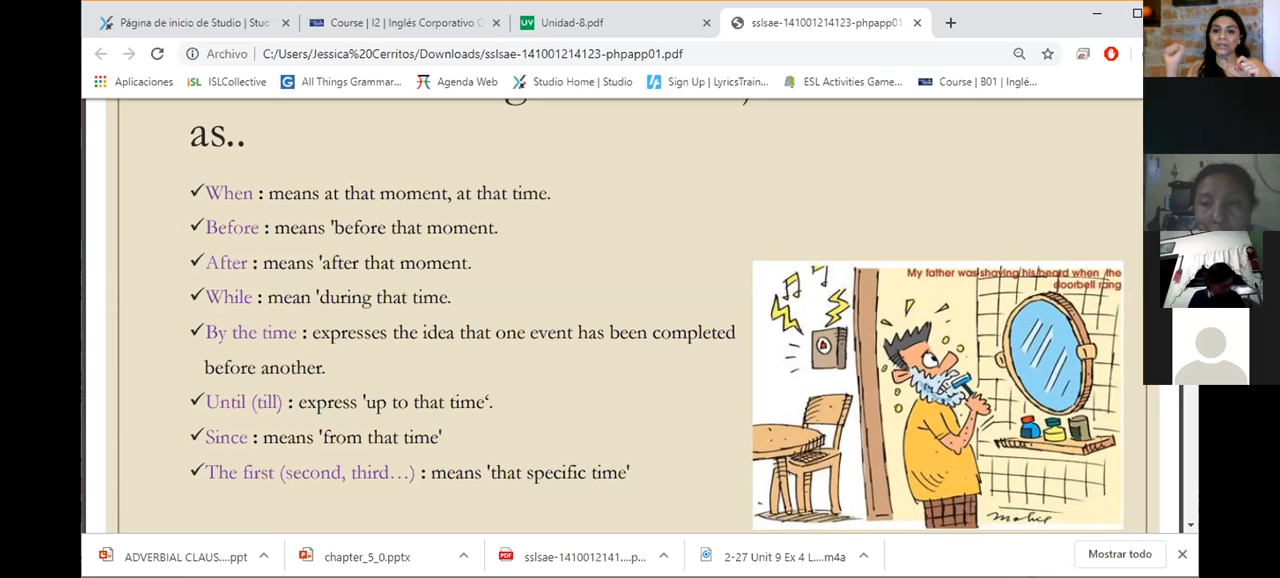 Página de inicio de Studio | Stud
Course | I2 | Inglés Corporativo C
Unidad-8.pdf
sslsae-141001214123-phpapp01.
Archivo
C:/Users/Jessica%20Cerritos/Downloads/sslsae-141001214123-phpapp01.pdf
Aplicaciones
iSL ISLCollective
All Things Grammar...
Agenda Web
Studio Home | Studio
Sign Up | LyricsTrain...
ESL Activities Game...
Course | B01 | Inglé...
as..
✓When : means at that moment, at that time.
✓Before : means 'before that moment.
✓After : means 'after that moment.
✓While : mean 'during that time.
✓By the time : expresses the idea that one event has been completed
before another.
✓Until (till) : express 'up to that time‘.
✓Since : means 'from that time'
✓The first (second, third…) : means 'that specific time'
My father was shaving his beard when the
doorbell rang
ADVERBIAL CLAUS....ppt
chapter_5_0.pptx
sslsae-1410012141....p...
2-27 Unit 9 Ex 4 L....m4a
Mostrar todo